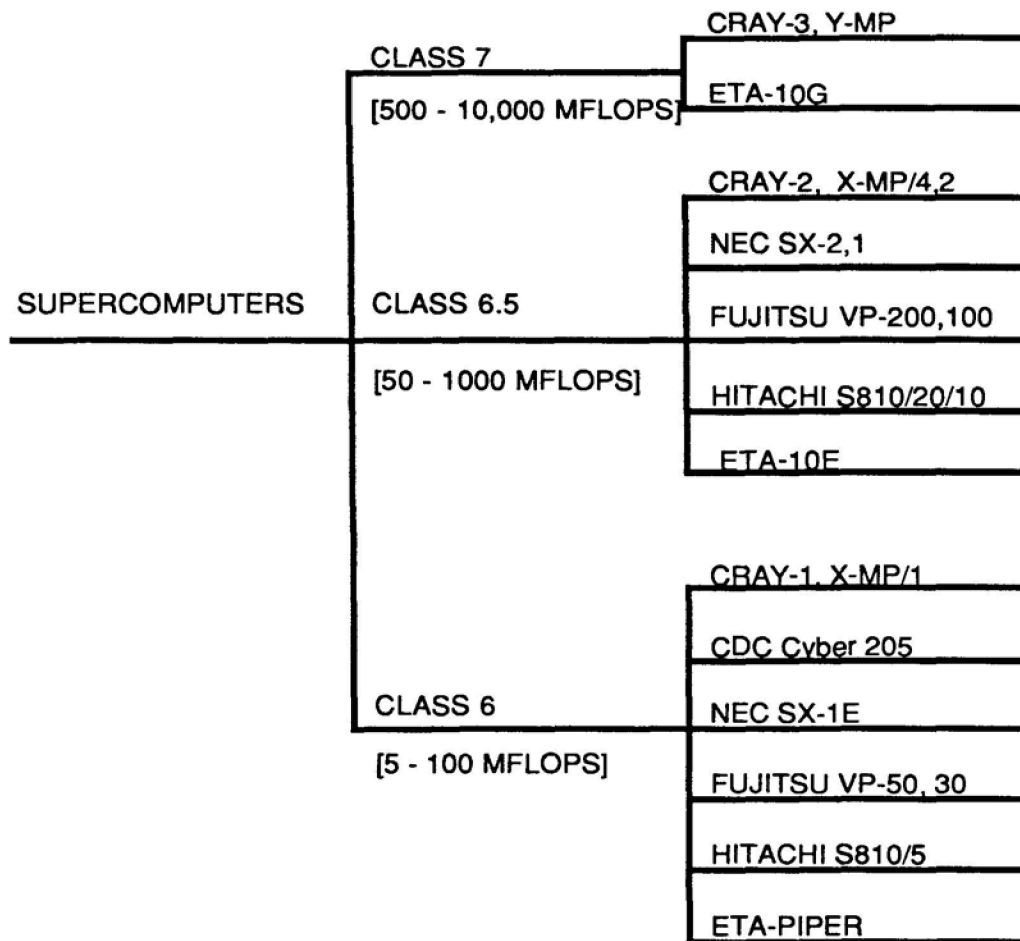 CRAY-3, Y-MP
CLASS 7
[500 - 10,000 MFLOPS]
ETA-10G
CRAY-2, X-MP/4,2
NEC SX-2,1
SUPERCOMPUTERS
CLASS 6.5
FUJITSU VP-200,100
[50 - 1000 MFLOPS]
HITACHI S810/20/10
ETA-10E
CRAY-1, X-MP/1
CDC Cyber 205
CLASS 6
NEC SX-1E
[5 - 100 MFLOPS]
FUJITSU VP-50, 30
HITACHI S810/5
ETA-PIPER